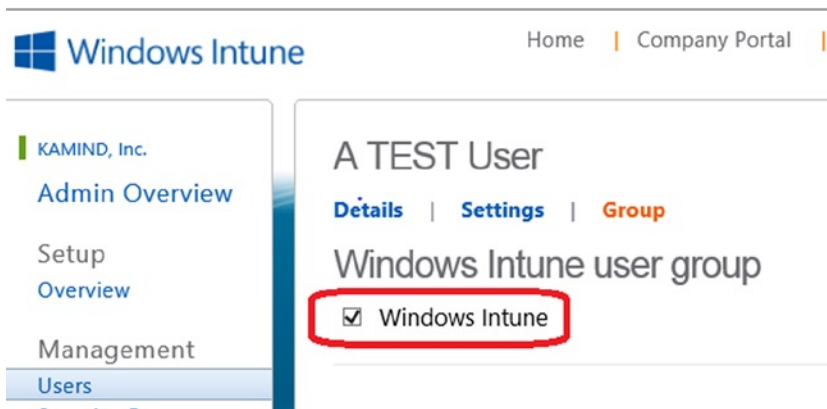 Windows Intune
Home | Company Portal |
KAMIND, Inc.
Admin Overview
Setup
Overview
Management
Users
A TEST User
Details | Settings | Group
Windows Intune user group
Windows Intune